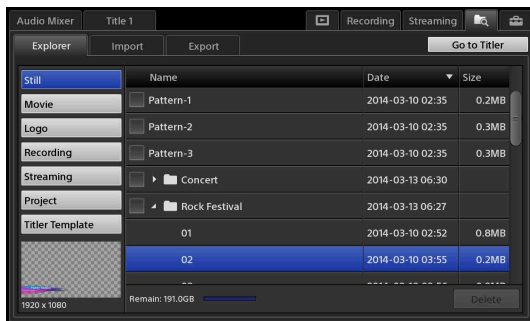 Audio Mixer Title 1 Recording Streaming
Explorer Import Export Go to Titler
Still Name Date Size
Movie Pattern-1 2014-03-10 02:35 0.2MB
Logo Pattern-2 2014-03-10 02:35 0.3MB
Recording Pattern-3 2014-03-10 02:35 0.3MB
Streaming Concert 2014-03-13 06:30
Project Rock Festival 2014-03-13 06:27
Titler Template 01 2014-03-10 02:52 0.8MB
02 2014-03-10 03:55 0.2MB
1920 x 1080 Remain: 191.0GB Delete